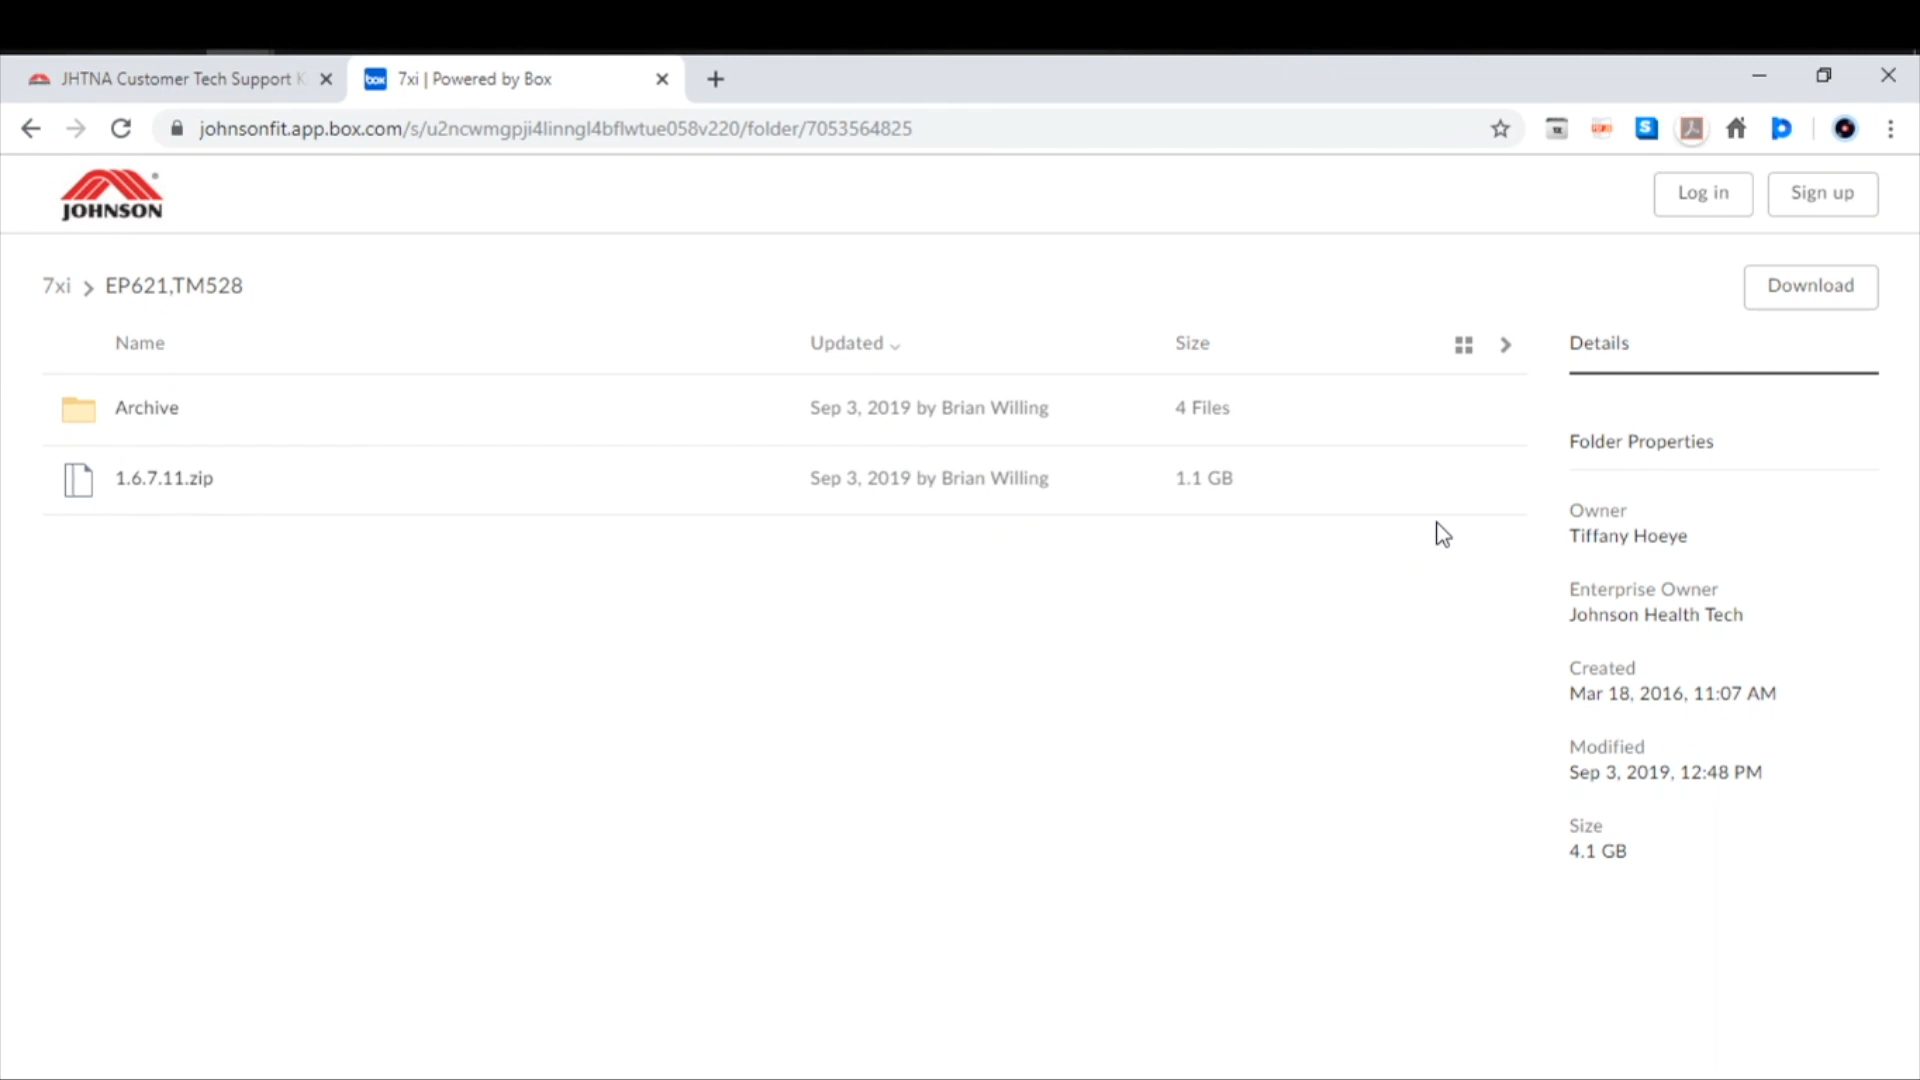 JHTNA Customer Tech Support
7xi | Powered by Box
johnsonfit.app.box.com/s/u2ncwmgpji4linngl4bflwtue058v220/folder/7053564825
JOHNSON
Log in
Sign up
7xi > EP621,TM528
Download
Name
Updated
Size
Details
Archive
Sep 3, 2019 by Brian Willing
4 Files
1.6.7.11.zip
Sep 3, 2019 by Brian Willing
1.1 GB
Folder Properties
Owner
Tiffany Hoeye
Enterprise Owner
Johnson Health Tech
Created
Mar 18, 2016, 11:07 AM
Modified
Sep 3, 2019, 12:48 PM
Size
4.1 GB